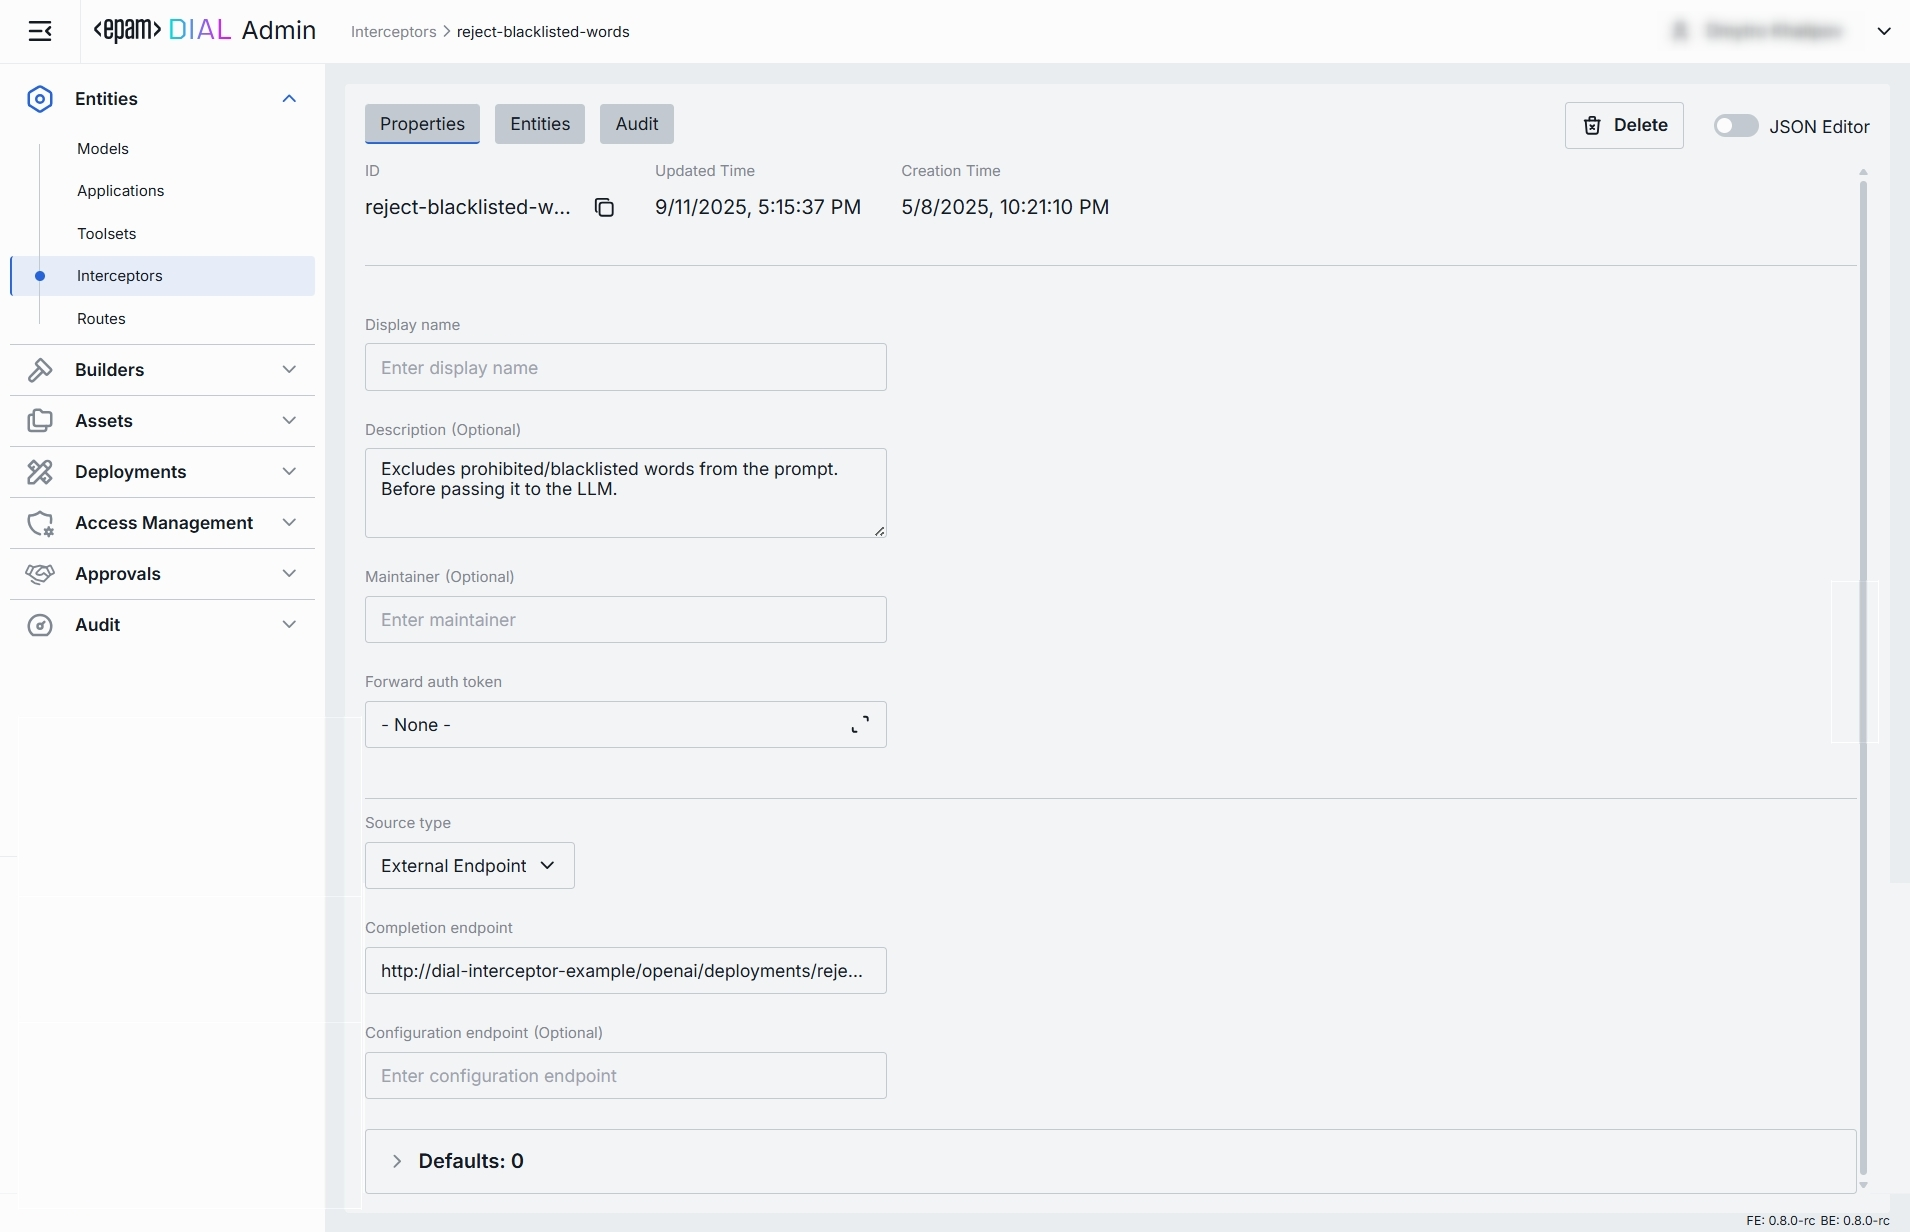 <epam> DIAL Admin
Interceptors > reject-blacklisted-words
Entities
Models
Applications
Toolsets
Interceptors
Routes
Builders
Assets
Deployments
Access Management
Approvals
Audit
Properties Entities Audit
Delete JSON Editor
ID Updated Time Creation Time
reject-blacklisted-w... 9/11/2025, 5:15:37 PM 5/8/2025, 10:21:10 PM
Display name
Enter display name
Description (Optional)
Excludes prohibited/blacklisted words from the prompt.
Before passing it to the LLM.
Maintainer (Optional)
Enter maintainer
Forward auth token
- None -
Source type
External Endpoint
Completion endpoint
http://dial-interceptor-example/openai/deployments/reje...
Configuration endpoint (Optional)
Enter configuration endpoint
Defaults: 0
FE: 0.8.0-rc BE: 0.8.0-rc